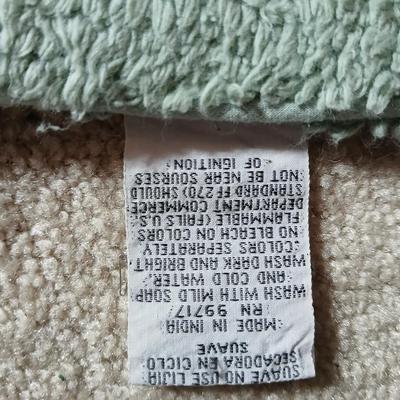 SUAVE NO USE LIJIA
(SECADORA EN CICLO
SUAVE
MADE IN INDIA
RN 99717
WASH WITH MILD SOAP
AND COLD WATER,
WASH DARK AND BRIGHT
COLORS SEPARATELY
NO BLEACH ON COLORS
FLAMMABLE (FAILS U.S.
DEPARTMENT COMMERCE
STANDARD FF 270) SHOULD
NOT BE NEAR SOURSES
OF IGNITION